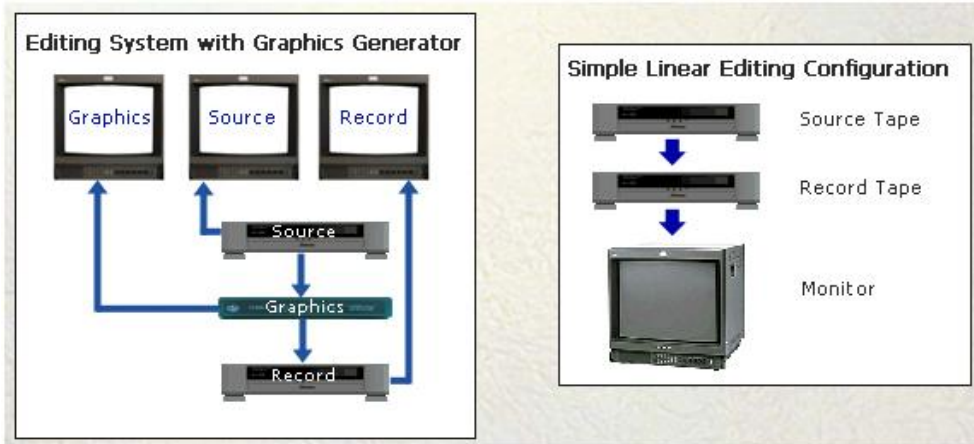 Editing System with Graphics Generator
Graphics
Source
Record
Source
Graphics
Record
Simple Linear Editing Configuration
Source Tape
Record Tape
Monitor